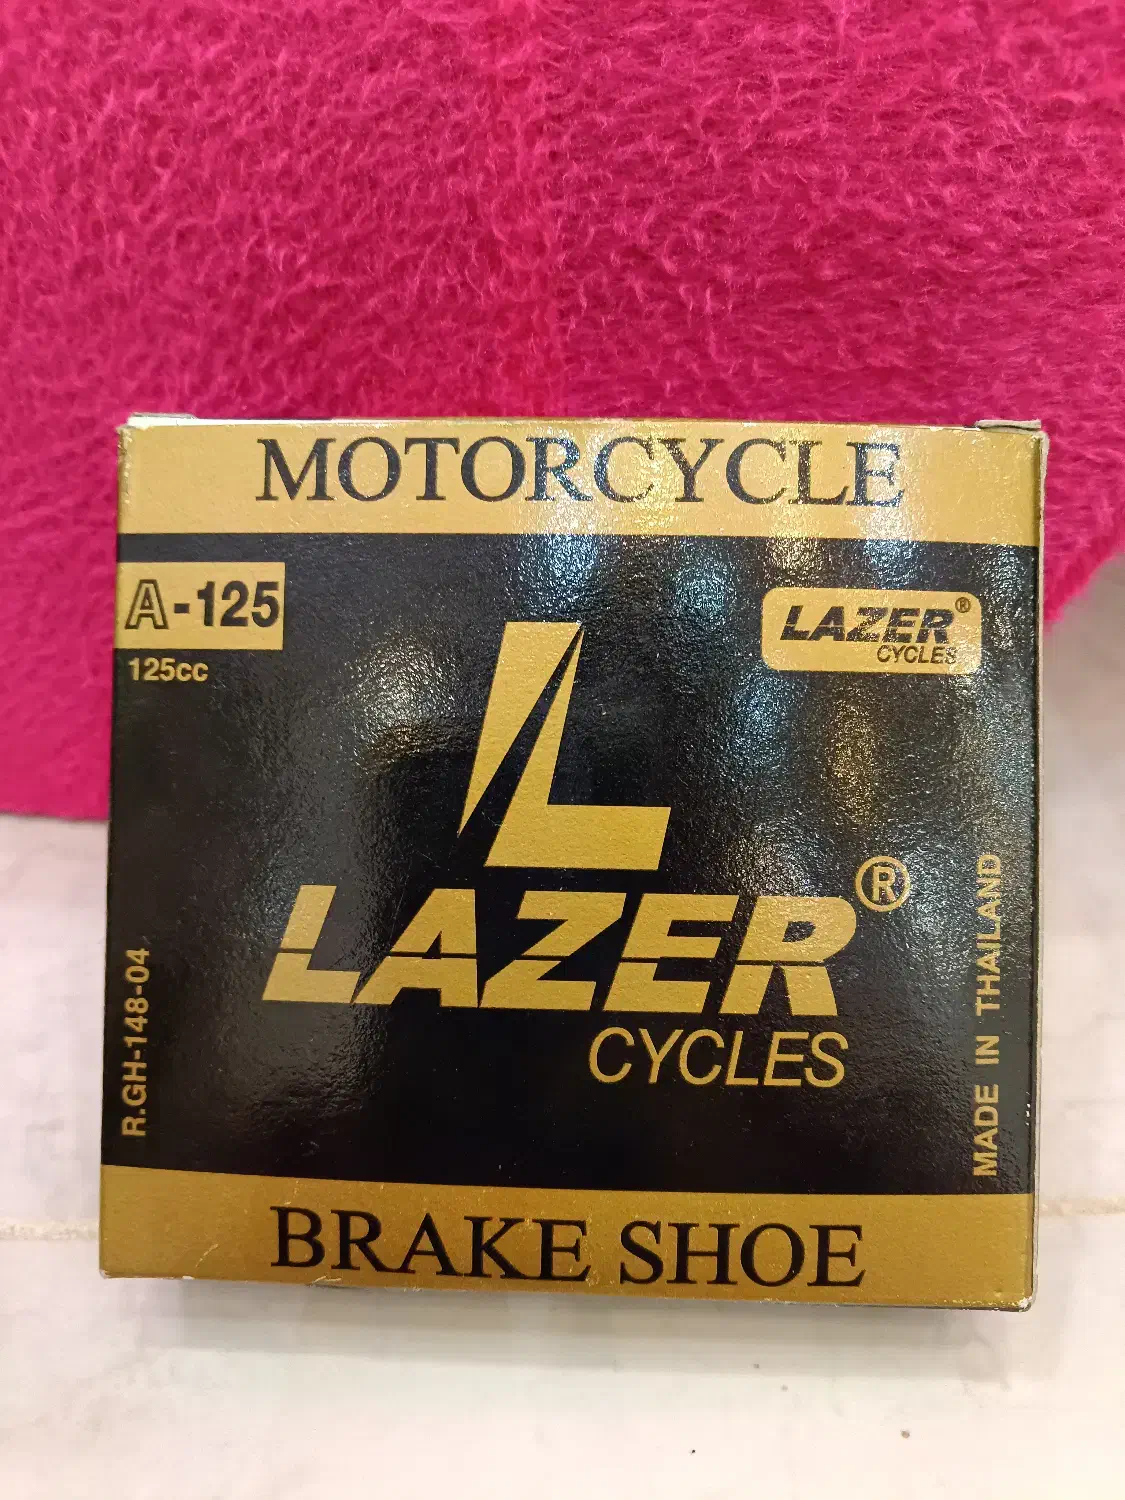 MOTORCYCLE
A-125
125cc
LAZER®
CYCLES
L
LAZER®
CYCLES
R.GH-148-04
MADE IN THAILAND
BRAKE SHOE